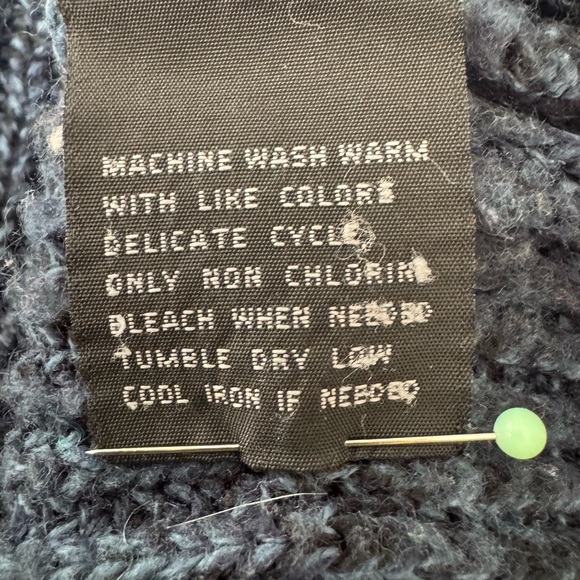 MACHINE WASH WARM
WITH LIKE COLORS
DELICATE CYCLE
ONLY NON CHLORINE
BLEACH WHEN NEEDED
TUMBLE DRY LOW
COOL IRON IF NEEDED